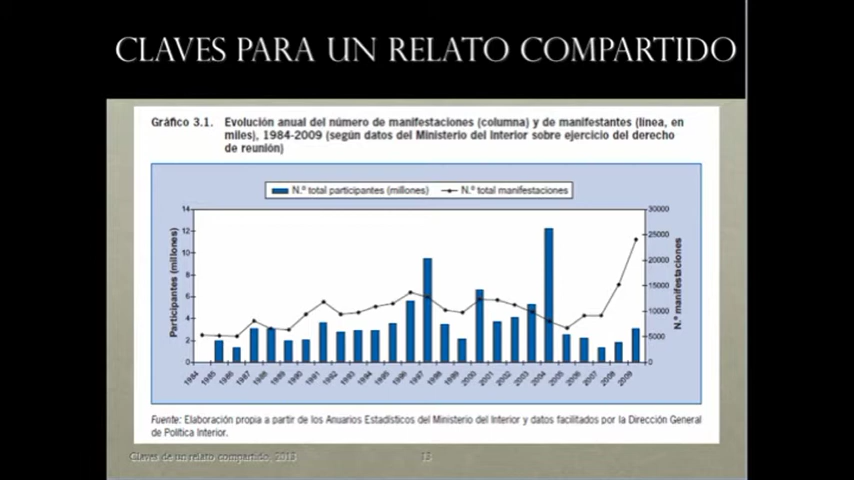 CLAVES PARA UN RELATO COMPARTIDO
Gráfico 3.1. Evolución anual del número de manifestaciones (columna) y de manifestantes (línea, en
miles), 1984-2009 (según datos del Ministerio del Interior sobre ejercicio del derecho
de reunión)
N.º total participantes (millones) N.º total manifestaciones
Participantes (millones)
14
12
10
8
6
4
2
0
30000
25000
20000
15000
10000
5000
0
N.º manifestaciones
1984 1985 1986 1987 1988 1989 1990 1991 1992 1993 1994 1995 1996 1997 1998 1999 2000 2001 2002 2003 2004 2005 2006 2007 2008 2009
Fuente: Elaboración propia a partir de los Anuarios Estadísticos del Ministerio del Interior y datos facilitados por la Dirección General
de Política Interior.
Claves de un relato compartido, 2013 13